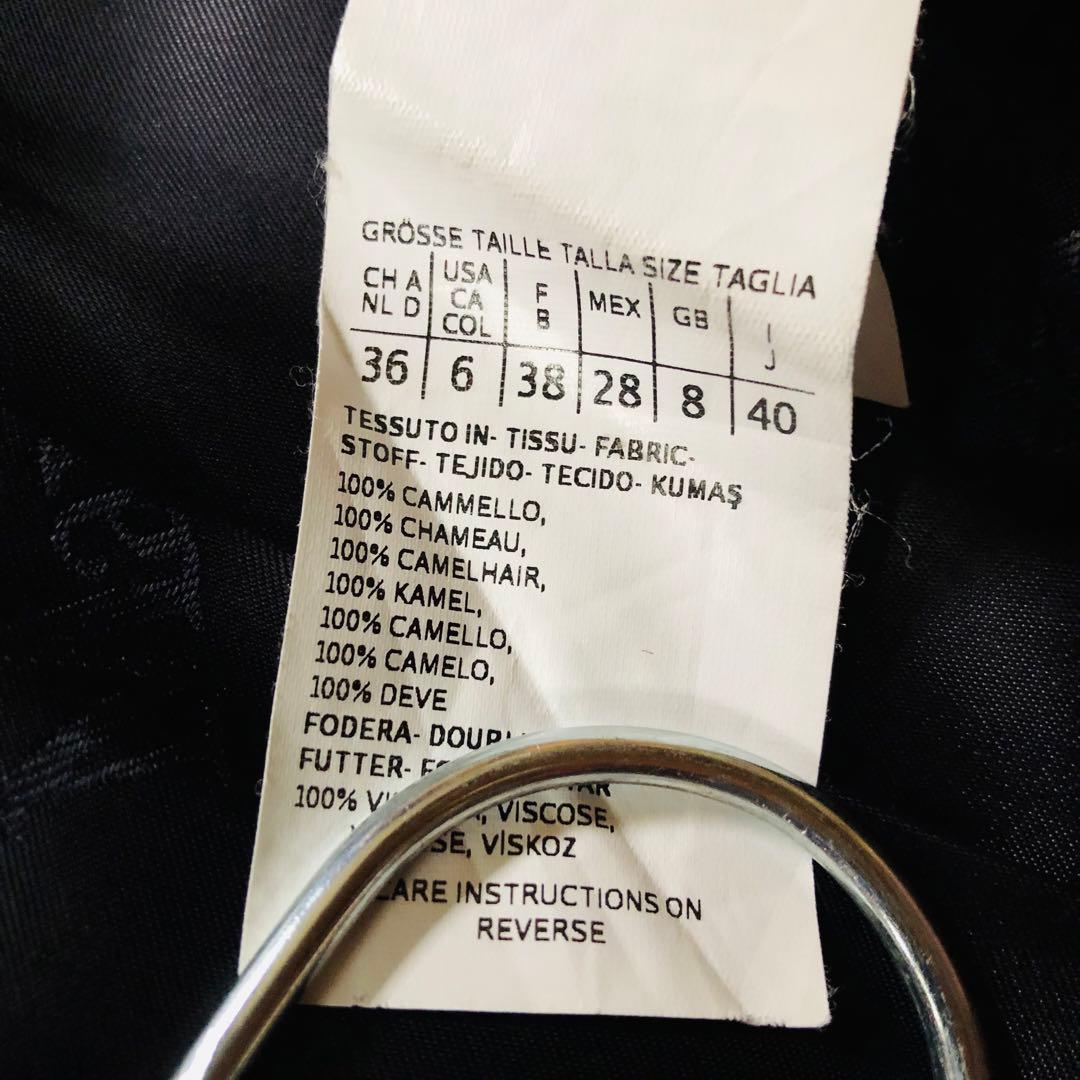 GRÖSSE TAILLE TALLA SIZE TAGLIA
CH A USA F MEX GB I
NL D CA B J
COL
36 6 38 28 8 40
TESSUTO IN- TISSU- FABRIC-
STOFF- TEJIDO- TECIDO- KUMAŞ
100% CAMMELLO,
100% CHAMEAU,
100% CAMELHAIR,
100% KAMEL,
100% CAMELLO,
100% CAMELO,
100% DEVE
FODERA-
FUTTER-
100% VISCOSE,
VİSKOZ
CARE INSTRUCTIONS ON
REVERSE